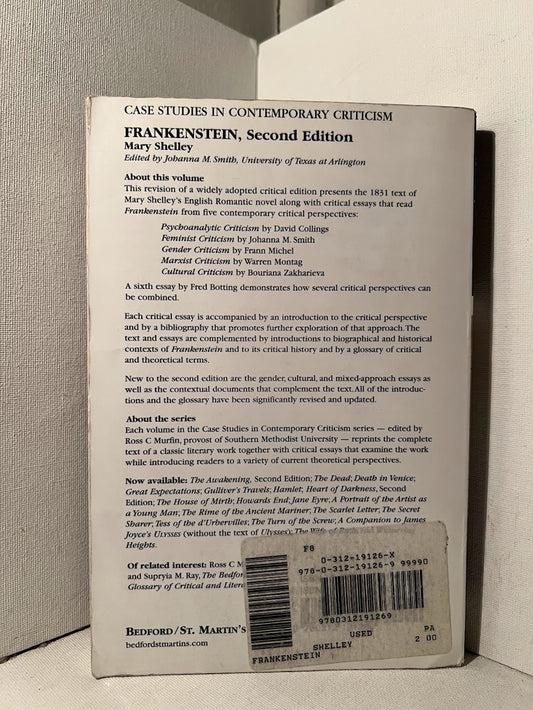 CASE STUDIES IN CONTEMPORARY CRITICISM
FRANKENSTEIN, Second Edition
Mary Shelley
Edited by Johanna M. Smith, University of Texas at Arlington
About this volume
This revision of a widely adopted critical edition presents the 1831 text of
Mary Shelley's English Romantic novel along with critical essays that read
Frankenstein from five contemporary critical perspectives:
Psychoanalytic Criticism by David Collings
Feminist Criticism by Johanna M. Smith
Gender Criticism by Frann Michel
Marxist Criticism by Warren Montag
Cultural Criticism by Bouriana Zakharieva
A sixth essay by Fred Botting demonstrates how several critical perspectives can
be combined.
Each critical essay is accompanied by an introduction to the critical perspective
and by a bibliography that promotes further exploration of that approach. The
text and essays are complemented by introductions to biographical and historical
contexts of Frankenstein and to its critical history and by a glossary of critical
and theoretical terms.
New to the second edition are the gender, cultural, and mixed-approach essays as
well as the contextual documents that complement the text. All of the introduc-
tions and the glossary have been significantly revised and updated.
About the series
Each volume in the Case Studies in Contemporary Criticism series — edited by
Ross C Murfin, provost of Southern Methodist University — reprints the complete
text of a classic literary work together with critical essays that examine the work
while introducing readers to a variety of current theoretical perspectives.
Now available: The Awakening, Second Edition; The Dead; Death in Venice;
Great Expectations; Gulliver's Travels; Hamlet; Heart of Darkness, Second
Edition; The House of Mirth; Howards End; Jane Eyre; A Portrait of the Artist as
a Young Man; The Rime of the Ancient Mariner; The Scarlet Letter; The Secret
Sharer; Tess of the d'Urbervilles; The Turn of the Screw; A Companion to James
Joyce's ULYSSES (without the text of Ulysses); The Wife of Bath; and Wuthering
Heights.
Of related interest: Ross C M
and Supryia M. Ray, The Bedfor
Glossary of Critical and Litera
BEDFORD/ST. MARTIN'S
bedfordstmartins.com
F8
0-312-19126-X
978-0-312-19126-9 99990
9780312191269
USED
PA
SHELLEY
2 00
FRANKENSTEIN